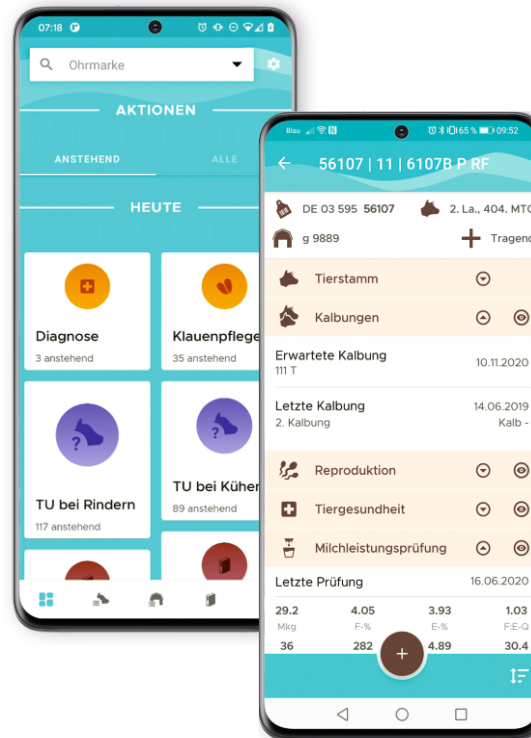 07:18
Ohrmarke
AKTIONEN
ANSTEHEND ALLE
HEUTE
Diagnose
3 anstehend
Klauenpflege
35 anstehend
TU bei Rindern
117 anstehend
TU bei Kühen
89 anstehend
Blau 65 % 09:52
56107 | 11 | 6107B P RF
DE 03 595 56107 2. La., 404. MTG
g 9889 Tragend
Tierstamm
Kalbungen
Erwartete Kalbung 10.11.2020
111 T
Letzte Kalbung 14.06.2019
2. Kalbung Kalb -
Reproduktion
Tiergesundheit
Milchleistungsprüfung
Letzte Prüfung 16.06.2020
29.2 4.05 3.93 1.03
Mkg F-% E-% F:E-Q
36 282 4.89 30.4